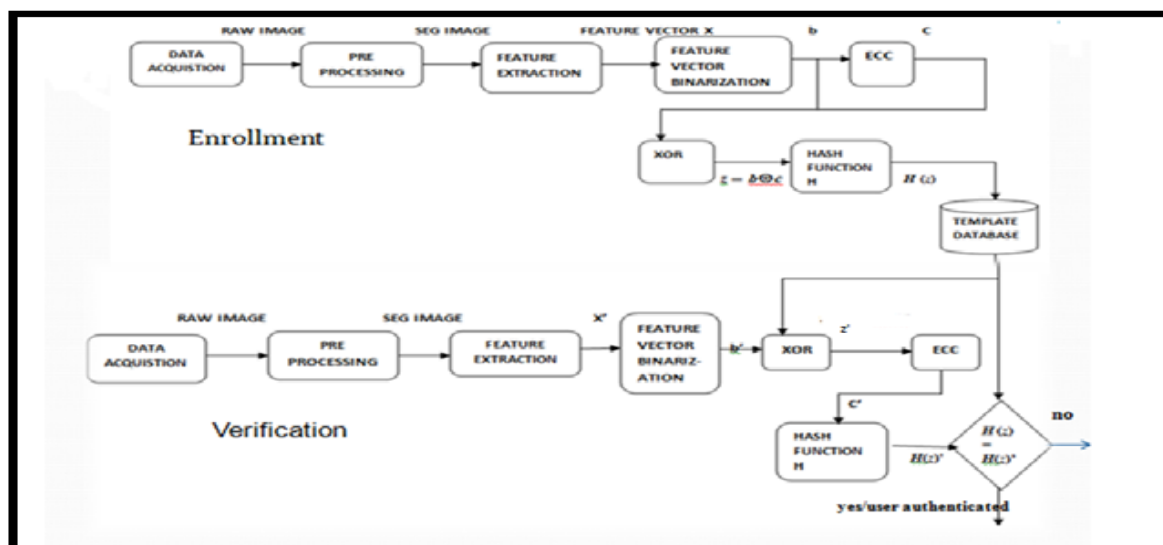 RAW IMAGE
SEG IMAGE
FEATURE VECTOR X
b
c
DATA
ACQUISTION
PRE
PROCESSING
FEATURE
EXTRACTION
FEATURE
VECTOR
BINARIZATION
ECC
Enrollment
XOR
z = b⊗c
HASH
FUNCTION
H
H (z)
TEMPLATE
DATABASE
RAW IMAGE
SEG IMAGE
X'
DATA
ACQUISTION
PRE
PROCESSING
FEATURE
EXTRACTION
FEATURE
VECTOR
BINARIZ-
ATION
b'
XOR
z'
ECC
C'
Verification
HASH
FUNCTION
H
H(z)'
H (z)
=
H(z)'
no
yes/user authenticated